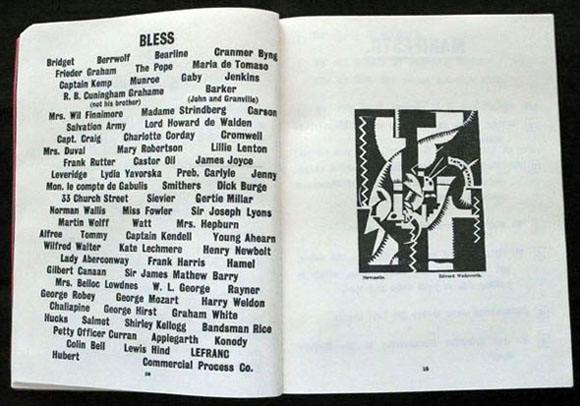 BLESS
Bridget Berrwolf Bearline Cranmer Byng
Frieder Graham The Pope Maria de Tomaso
Captain Kemp Munroe Gaby Jenkins
R. B. Cuningham Grahame Barker
(not his brother) (John and Granville)
Mrs. Wil Finnimore Madame Strindberg Carson
Salvation Army Lord Howard de Walden
Capt. Craig Charlotte Corday Cromwell
Mrs. Duval Mary Robertson Lillie Lenton
Frank Rutter Castor Oil James Joyce
Leveridge Lydia Yavorska Preb. Carlyle Jenny
Mon. le compte de Gabulis Smithers Dick Burge
33 Church Street Sievier Gertie Millar
Norman Wallis Miss Fowler Sir Joseph Lyons
Martin Wolff Watt Mrs. Hepburn
Alfree Tommy Captain Kendell Young Ahearn
Wilfred Walter Kate Lechmere Henry Newbolt
Lady Aberconway Frank Harris Hamel
Gilbert Canaan Sir James Mathew Barry
Mrs. Belloc Lowdnes W. L. George Rayner
George Robey George Mozart Harry Weldon
Chaliapine George Hirst Graham White
Hucks Salmet Shirley Kellogg Bandsman Rice
Petty Officer Curran Applegarth Konody
Colin Bell Lewis Hind LEFRANC
Hubert Commercial Process Co.
Newcastle. Edward Wadsworth.